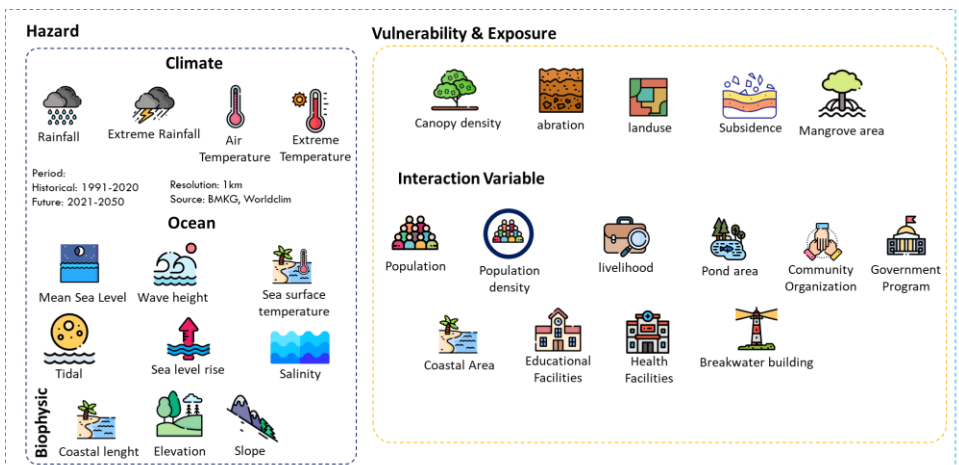 Hazard
Climate
Rainfall
Extreme Rainfall
Air
Temperature
Extreme
Temperature
Period:
Historical: 1991-2020
Future: 2021-2050
Resolution: 1km
Source: BMKG, Worldclim
Ocean
Mean Sea Level
Wave height
Sea surface
temperature
Tidal
Sea level rise
Salinity
Biophysic
Coastal lenght
Elevation
Slope
Vulnerability & Exposure
Canopy density
abration
landuse
Subsidence
Mangrove area
Interaction Variable
Population
Population
density
livelihood
Pond area
Community
Organization
Government
Program
Coastal Area
Educational
Facilities
Health
Facilities
Breakwater building